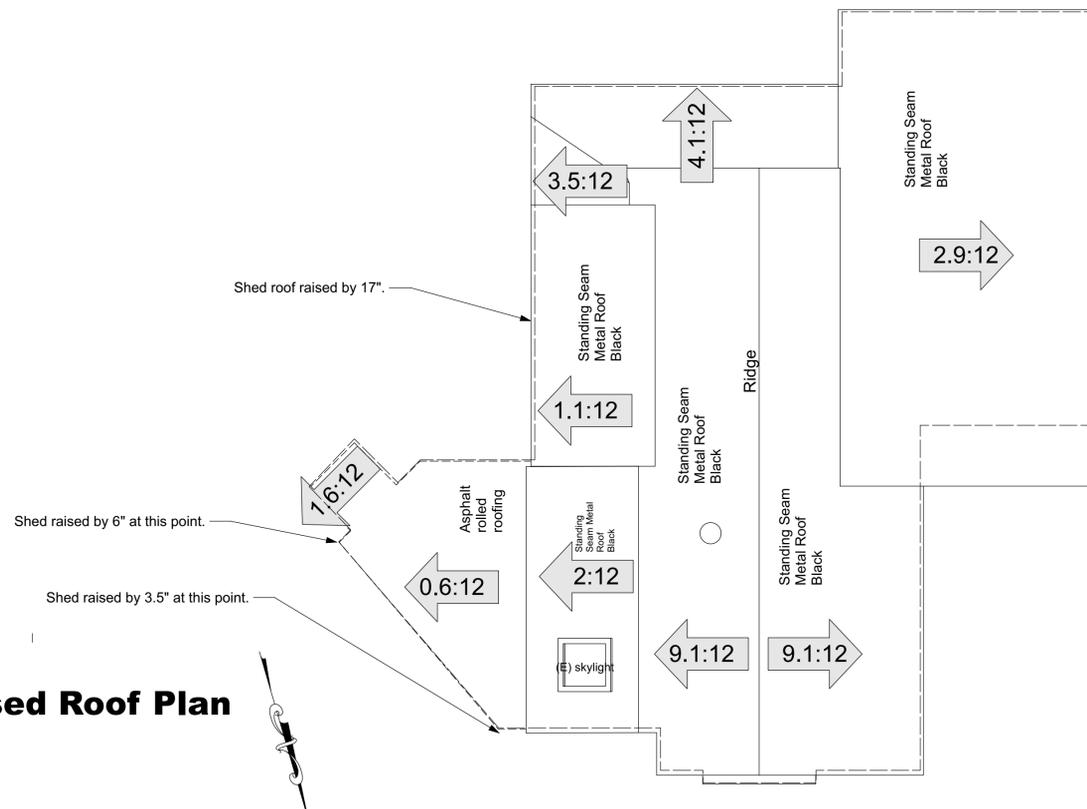 Standing Seam
Metal Roof
Black
4.1:12
3.5:12
2.9:12
Shed roof raised by 17".
Standing Seam
Metal Roof
Black
Ridge
1.1:12
Standing Seam
Metal Roof
Black
1.6:12
Asphalt
rolled
roofing
Standing
Seam Metal
Roof
Black
Standing Seam
Metal Roof
Black
Shed raised by 6" at this point.
0.6:12
2:12
Shed raised by 3.5" at this point.
9.1:12
9.1:12
(E) skylight
sed Roof Plan